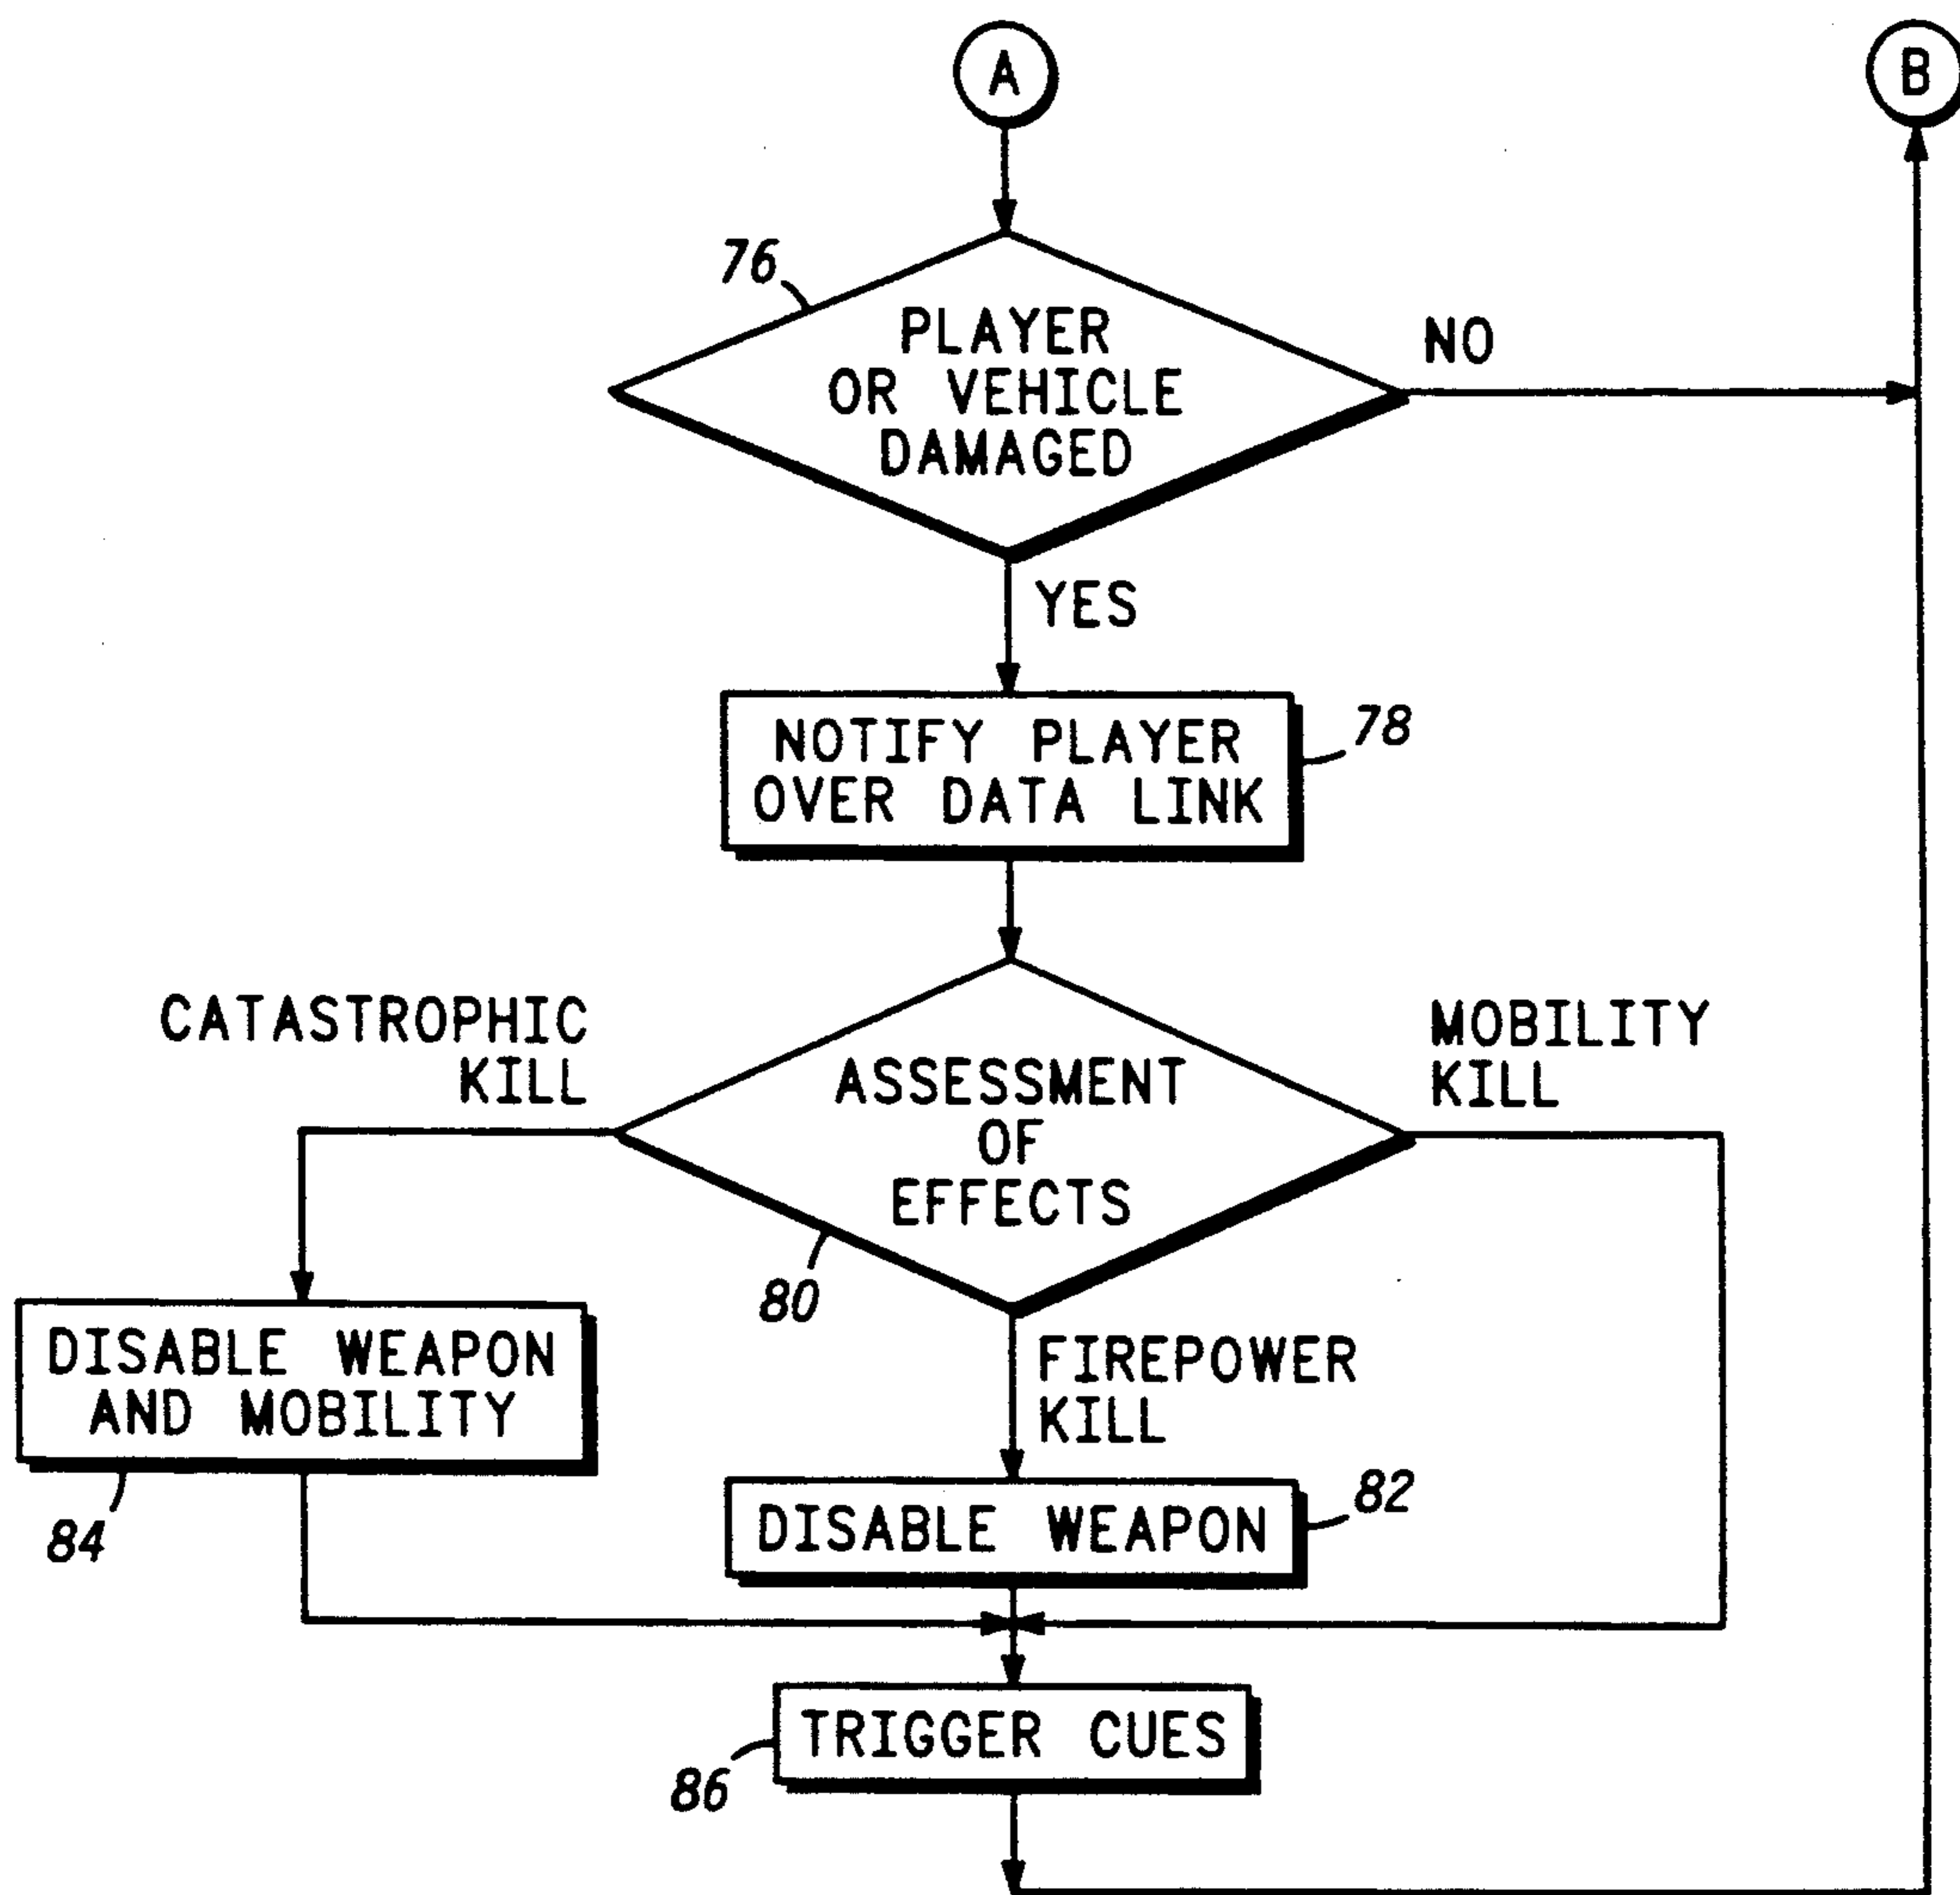 A
B
76
PLAYER
OR VEHICLE
DAMAGED
NO
YES
NOTIFY PLAYER
OVER DATA LINK
78
CATASTROPHIC
KILL
MOBILITY
KILL
ASSESSMENT
OF
EFFECTS
80
DISABLE WEAPON
AND MOBILITY
84
FIREPOWER
KILL
DISABLE WEAPON
82
TRIGGER CUES
86